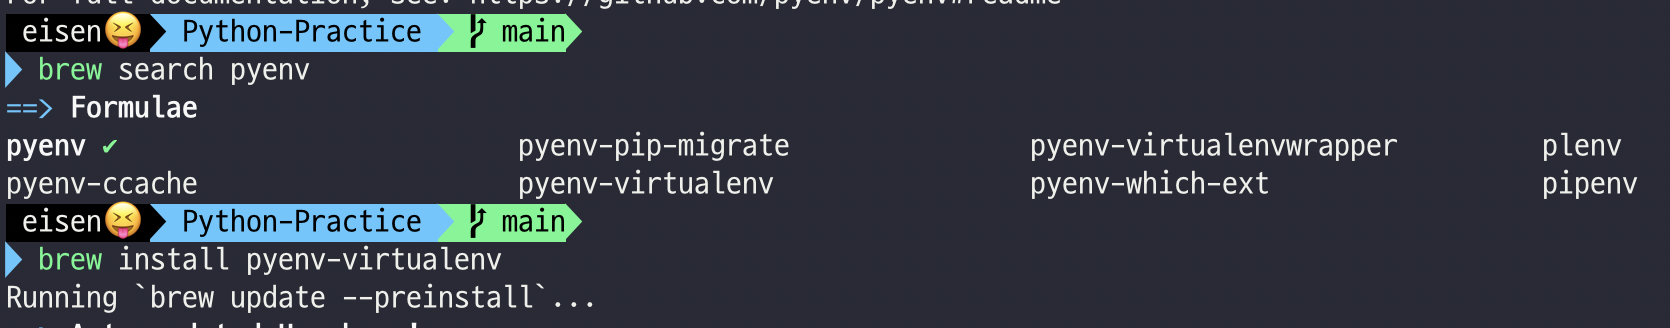 For full documentation, see: https://github.com/pyenv/pyenv#readme
eisen😝 Python-Practice main
brew search pyenv
==> Formulae
pyenv ✔ pyenv-pip-migrate pyenv-virtualenvwrapper plenv
pyenv-ccache pyenv-virtualenv pyenv-which-ext pipenv
eisen😝 Python-Practice main
brew install pyenv-virtualenv
Running `brew update --preinstall`...